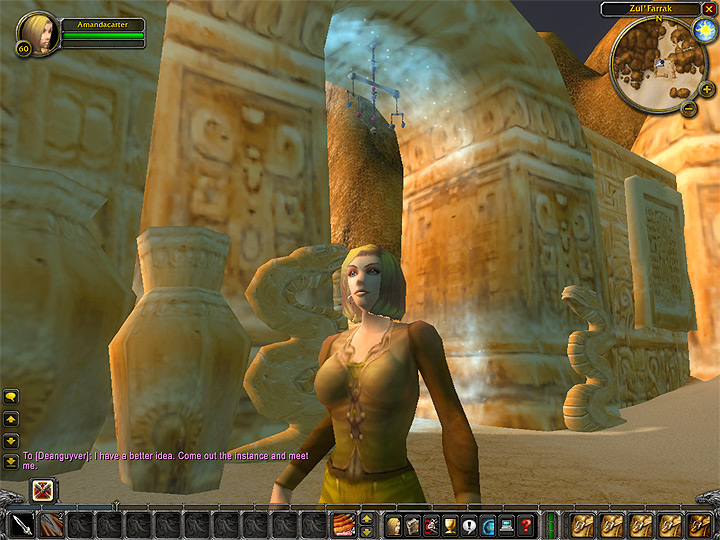 Amandacarter
60
Zul'Farrak
N
To [Deanguyver]: I have a better idea. Come out the instance and meet
me.